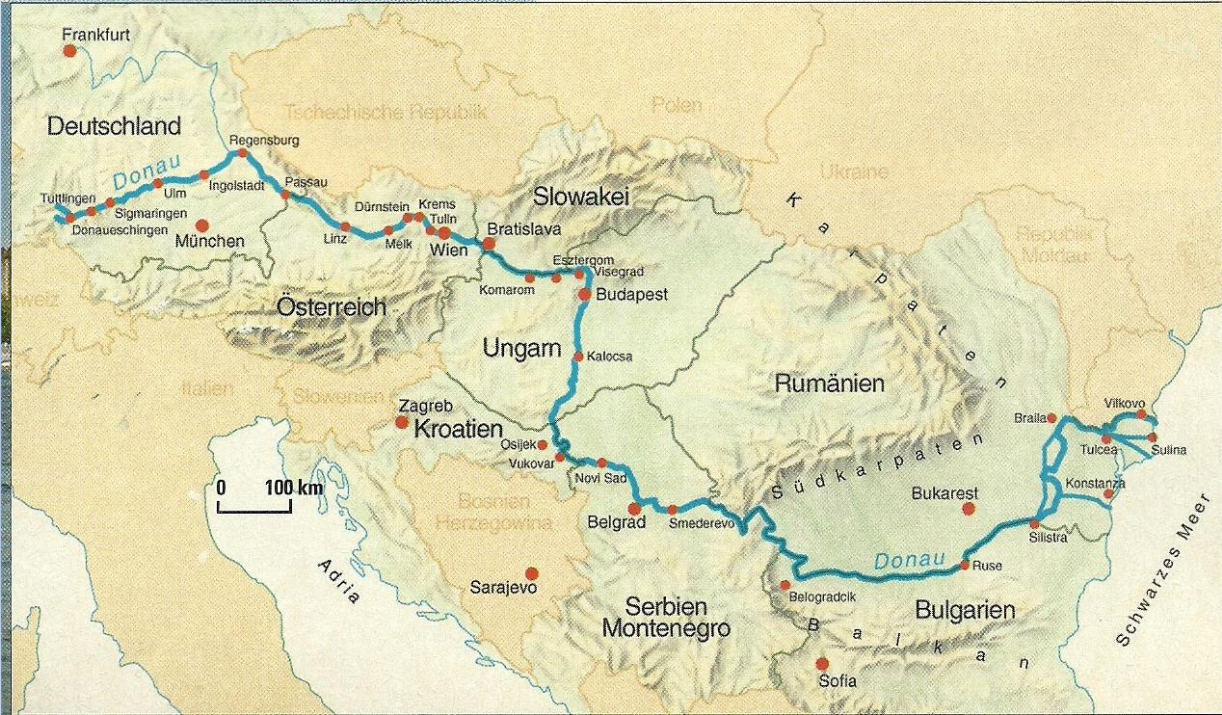 Frankfurt
Tschechische Republik
Polen
Deutschland
Regensburg
Donau
Ulm
Ingolstadt
Passau
Tuttlingen
Sigmaringen
Donaueschingen
München
Slowakei
Ukraine
Karpaten
Dürnstein
Krems
Tulln
Linz
Melk
Wien
Bratislava
Republik
Moldau
Esztergom
Visegrad
Komarom
Budapest
Österreich
Ungarn
Kalocsa
Italien
Slowenien
Rumänien
Zagreb
Kroatien
Osijek
Vukovar
Novi Sad
Südkarpaten
Braila
Vilkovo
Tulcea
Sulina
Konstanza
0 100 km
Bosnien
Herzegowina
Belgrad
Smederevo
Bukarest
Silistra
Schwarzes Meer
Adria
Sarajevo
Donau
Ruse
Belogradcik
Serbien
Montenegro
Bulgarien
Balkan
Sofia